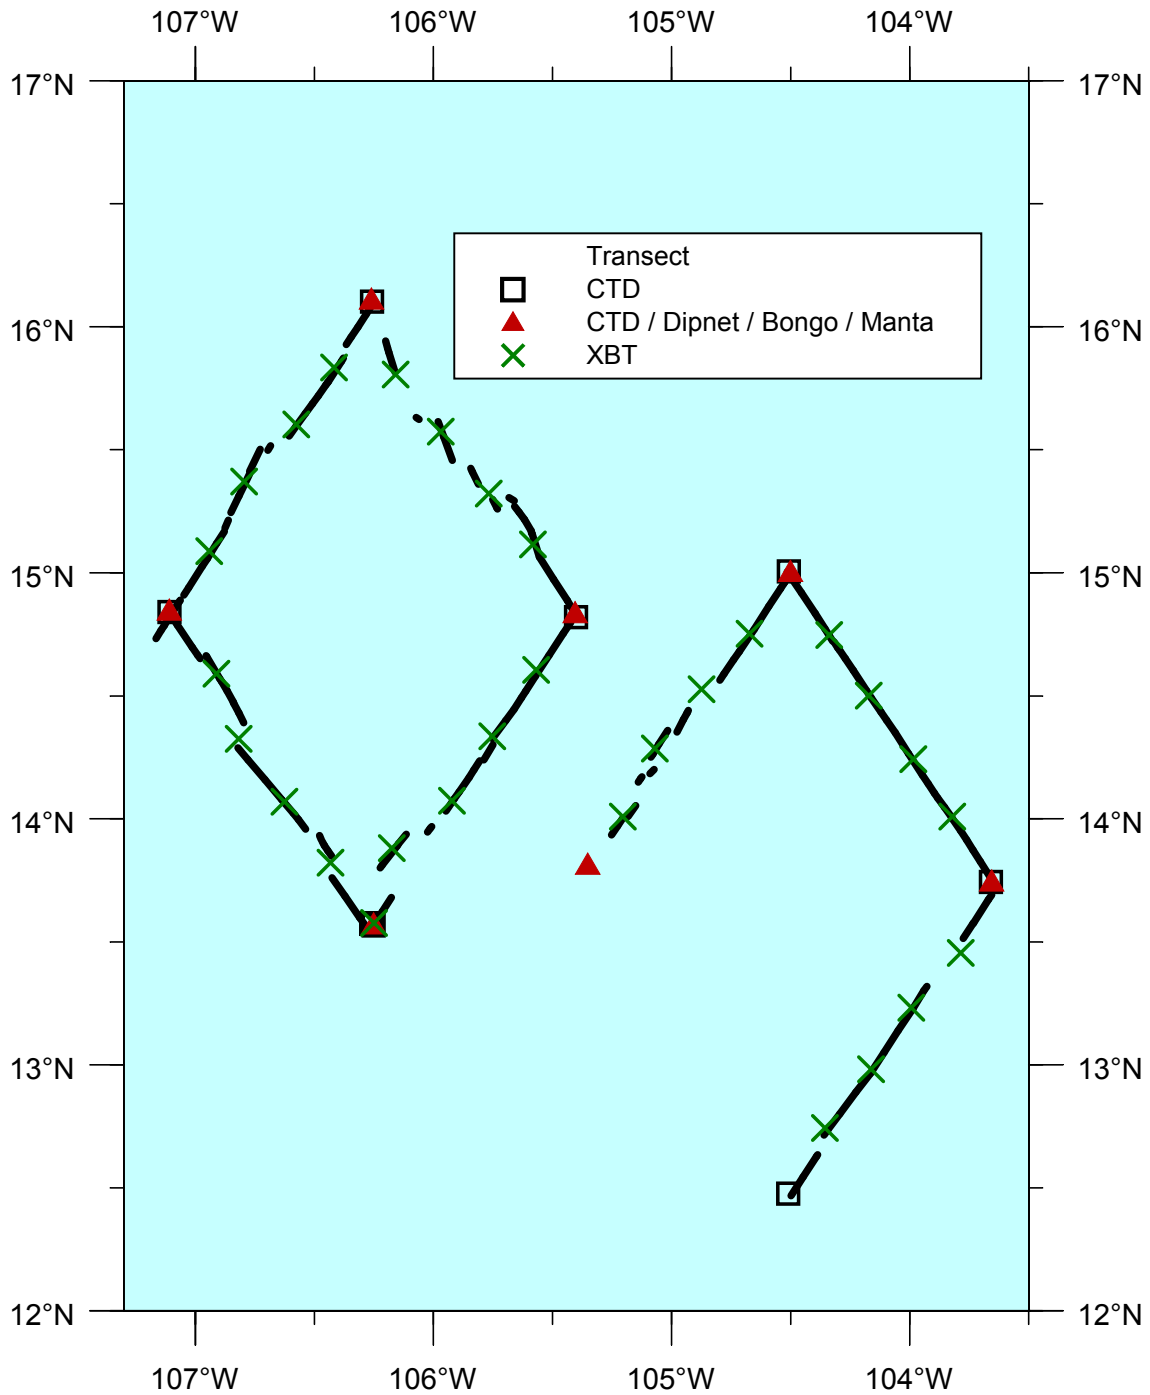 107°W 106°W 105°W 104°W
17°N 17°N
Transect
CTD
CTD / Dipnet / Bongo / Manta
XBT
16°N 16°N
15°N 15°N
14°N 14°N
13°N 13°N
12°N 12°N
107°W 106°W 105°W 104°W